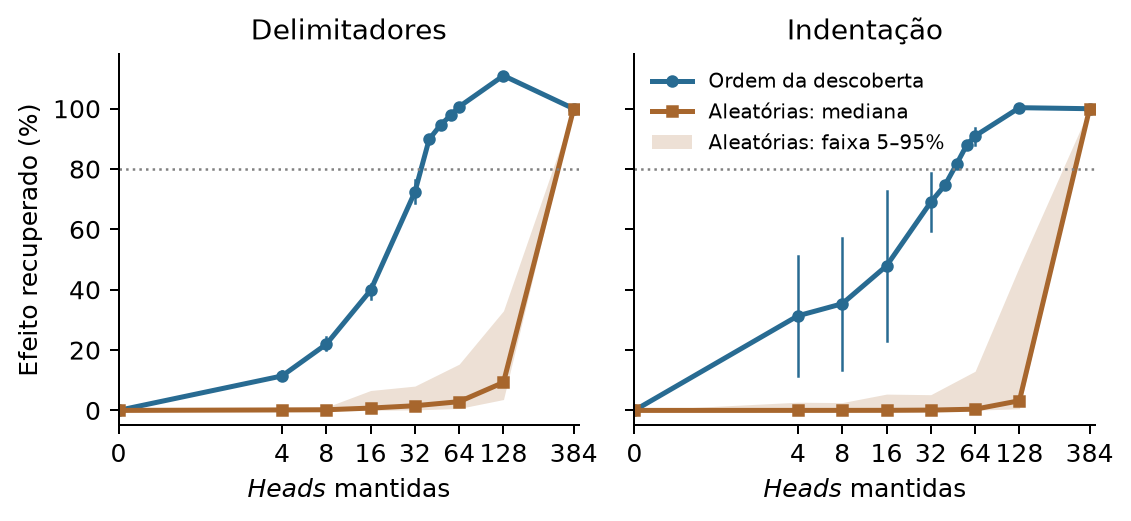 Delimitadores
Efeito recuperado (%)
100
80
60
40
20
0
0 4 8 16 32 64 128 384
Heads mantidas
Indentação
Ordem da descoberta
Aleatórias: mediana
Aleatórias: faixa 5–95%
0 4 8 16 32 64 128 384
Heads mantidas